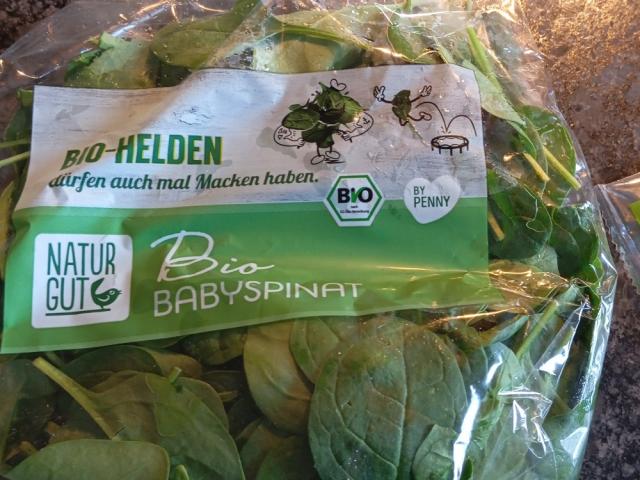 BIO-HELDEN
dürfen auch mal Macken haben.
BIO
BY
PENNY
NATUR
GUT
Bio
BABYSPINAT